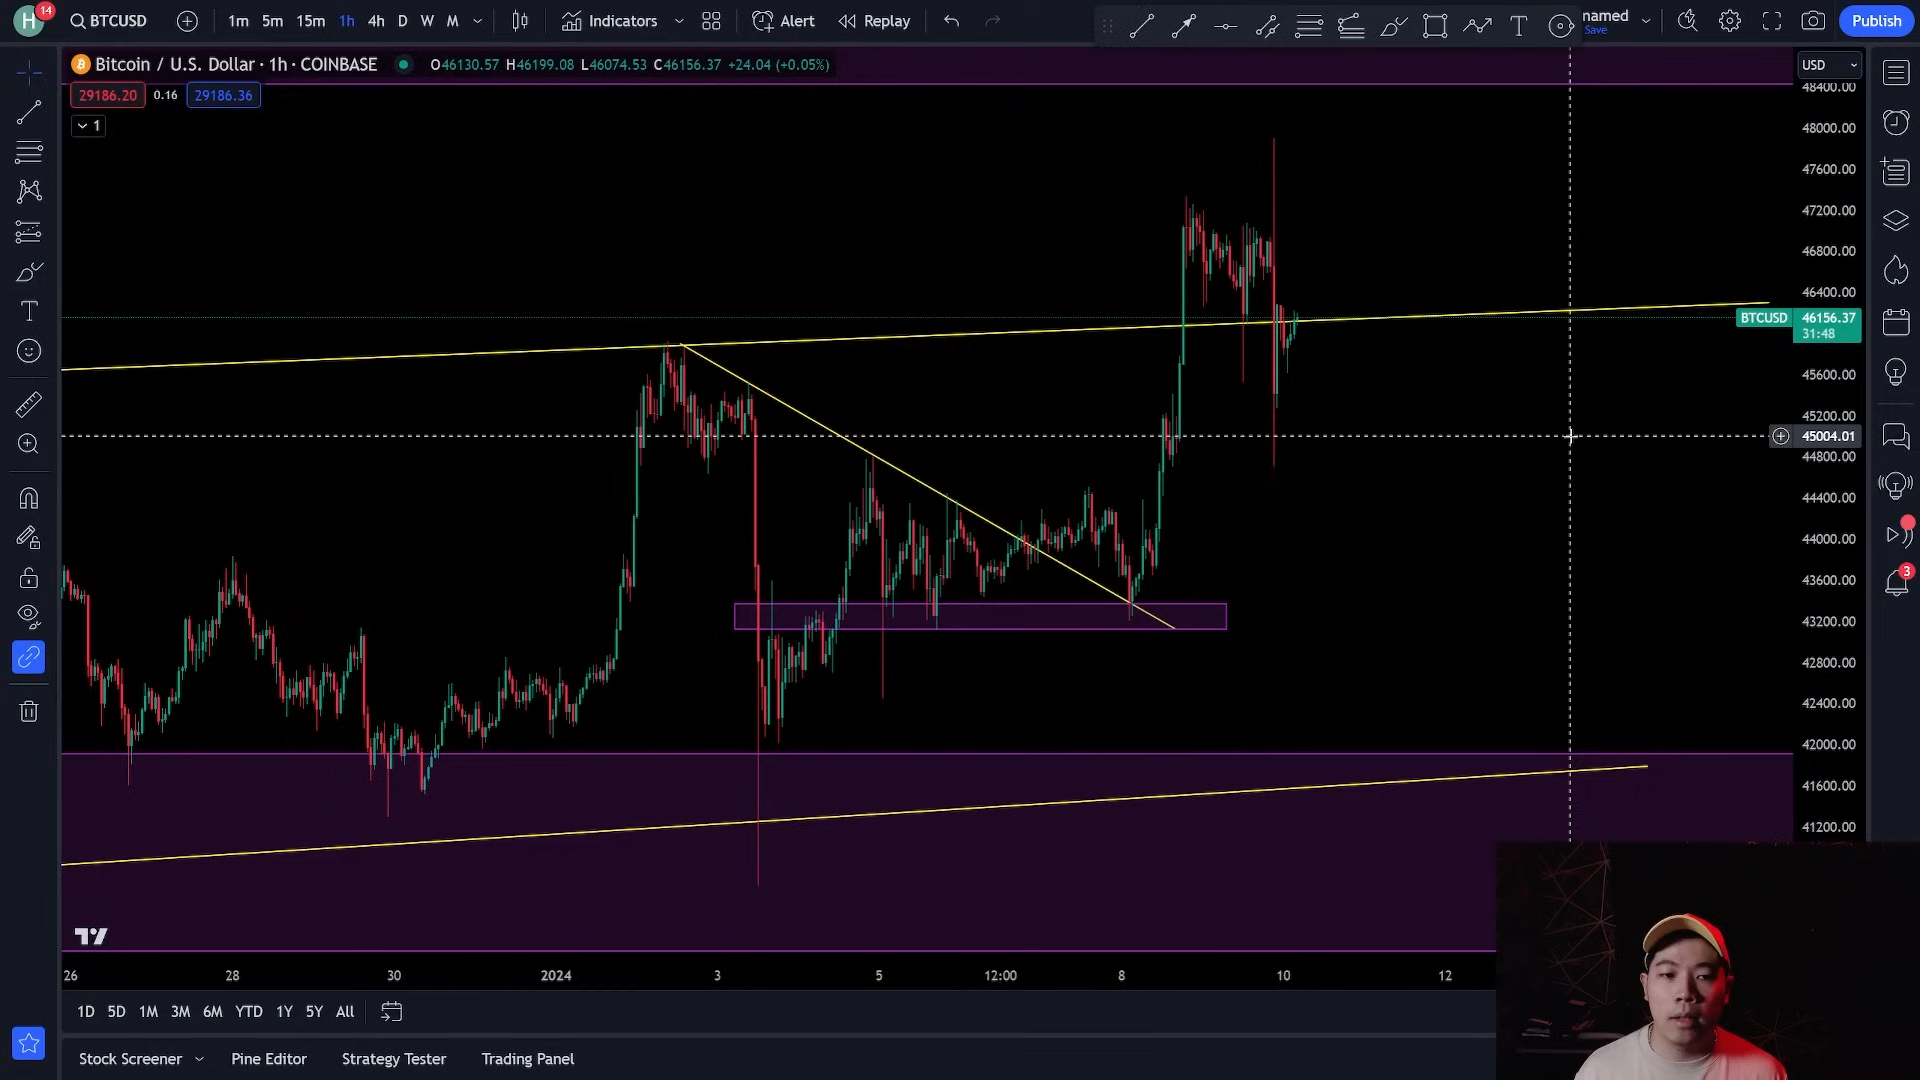 H 14 BTCUSD 1m 5m 15m 1h 4h D W M Indicators Alert Replay T named Save Publish
Bitcoin / U.S. Dollar · 1h · COINBASE O46130.57 H46199.08 L46074.53 C46156.37 +24.04 (+0.05%) USD
29186.20 0.16 29186.36
1
48400.00
48000.00
47600.00
47200.00
46800.00
46400.00
BTCUSD 46156.37
31:48
45600.00
45200.00
45004.01
44800.00
44400.00
44000.00
43600.00
43200.00
42800.00
42400.00
42000.00
41600.00
41200.00
3
T
26 28 30 2024 3 5 12:00 8 10 12
1D 5D 1M 3M 6M YTD 1Y 5Y All
Stock Screener Pine Editor Strategy Tester Trading Panel